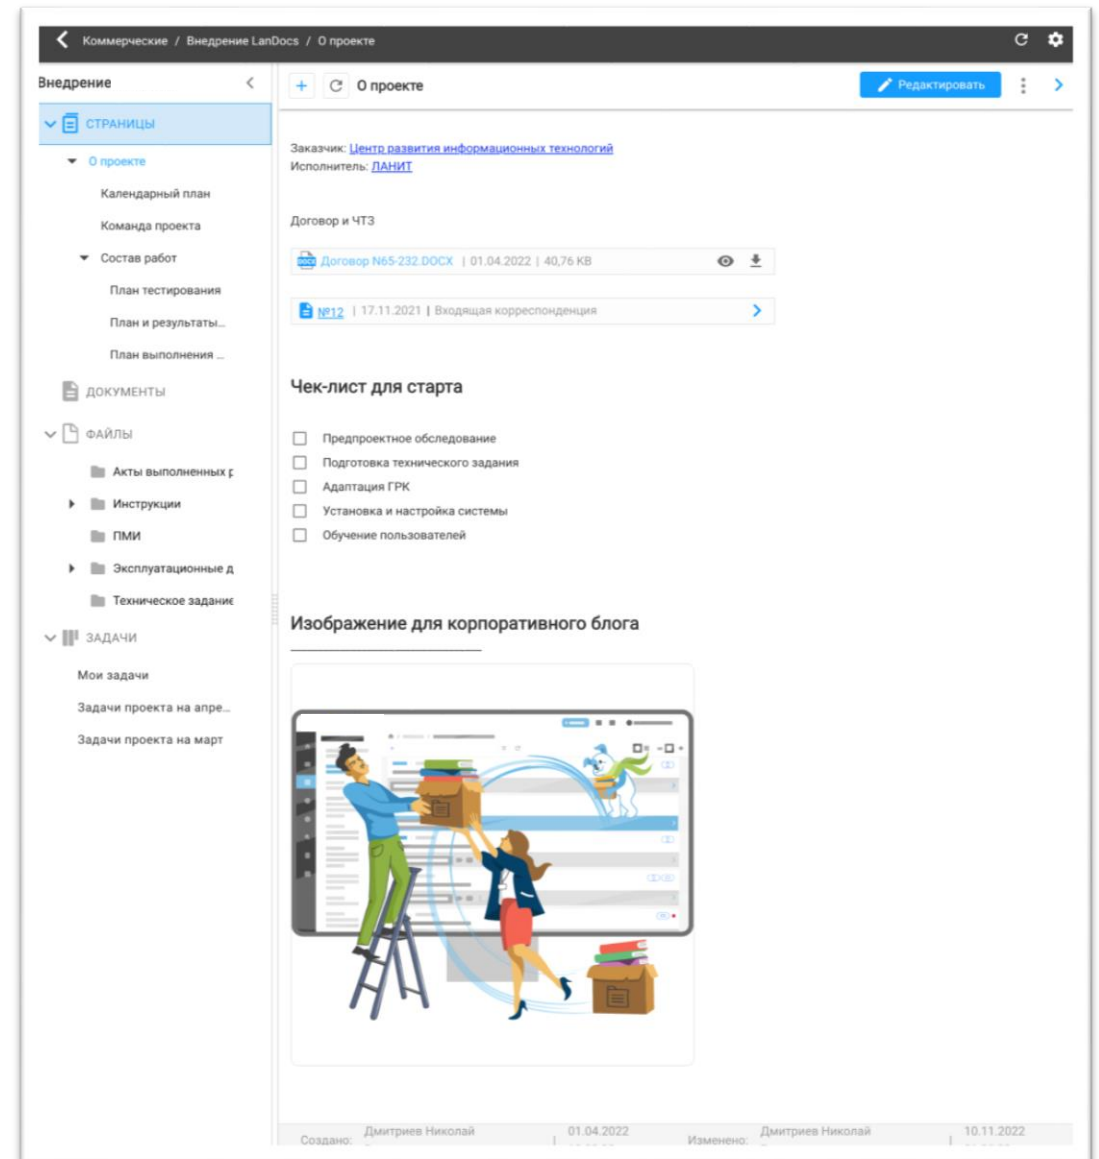 Коммерческие / Внедрение LanDocs / О проекте
Внедрение
СТРАНИЦЫ
О проекте
Календарный план
Команда проекта
Состав работ
План тестирования
План и результаты...
План выполнения ...
ДОКУМЕНТЫ
ФАЙЛЫ
Акты выполненных р
Инструкции
ПМИ
Эксплуатационные д
Техническое задание
ЗАДАЧИ
Мои задачи
Задачи проекта на апре...
Задачи проекта на март
О проекте
Редактировать
Заказчик: Центр развития информационных технологий
Исполнитель: ЛАНИТ
Договор и ЧТЗ
DOCX Договор N65-232.DOCX | 01.04.2022 | 40,76 KB
№12 | 17.11.2021 | Входящая корреспонденция
Чек-лист для старта
Предпроектное обследование
Подготовка технического задания
Адаптация ГРК
Установка и настройка системы
Обучение пользователей
Изображение для корпоративного блога
Создано: Дмитриев Николай | 01.04.2022 Изменено: Дмитриев Николай | 10.11.2022